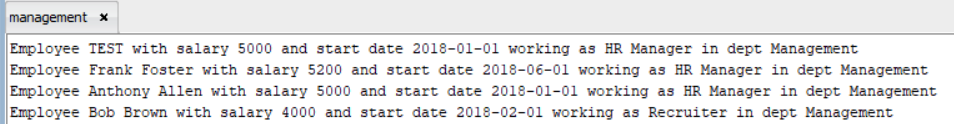 management ×
Employee TEST with salary 5000 and start date 2018-01-01 working as HR Manager in dept Management
Employee Frank Foster with salary 5200 and start date 2018-06-01 working as HR Manager in dept Management
Employee Anthony Allen with salary 5000 and start date 2018-01-01 working as HR Manager in dept Management
Employee Bob Brown with salary 4000 and start date 2018-02-01 working as Recruiter in dept Management